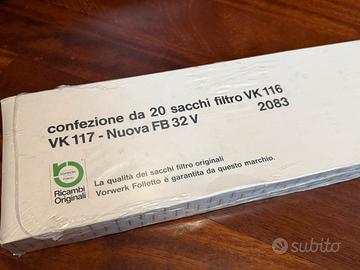 confezione da 20 sacchi filtro VK 116
VK 117 - Nuova FB 32 V 2083
Ricambi
Originali
La qualità dei sacchi filtro originali
Vorwerk Folletto è garantita da questo marchio.
subito